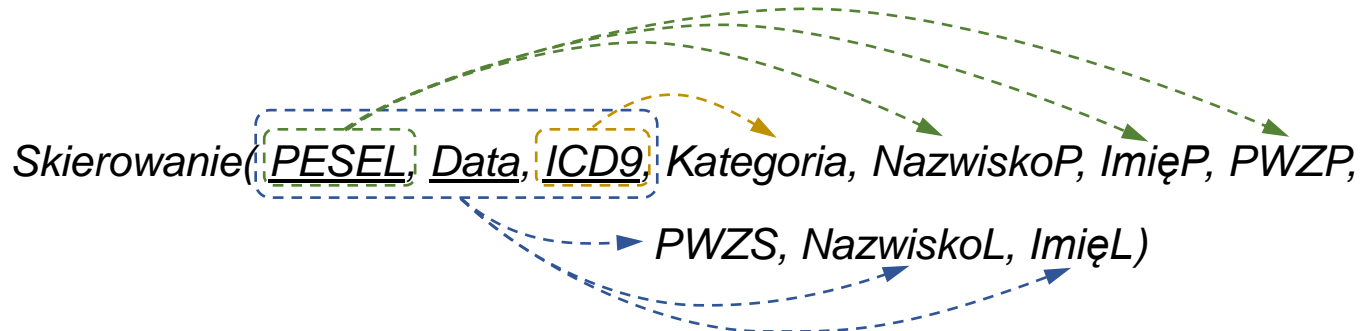 Skierowanie( PESEL, Data, ICD9, Kategoria, NazwiskoP, ImięP, PWZP,
PWZS, NazwiskoL, ImięL)